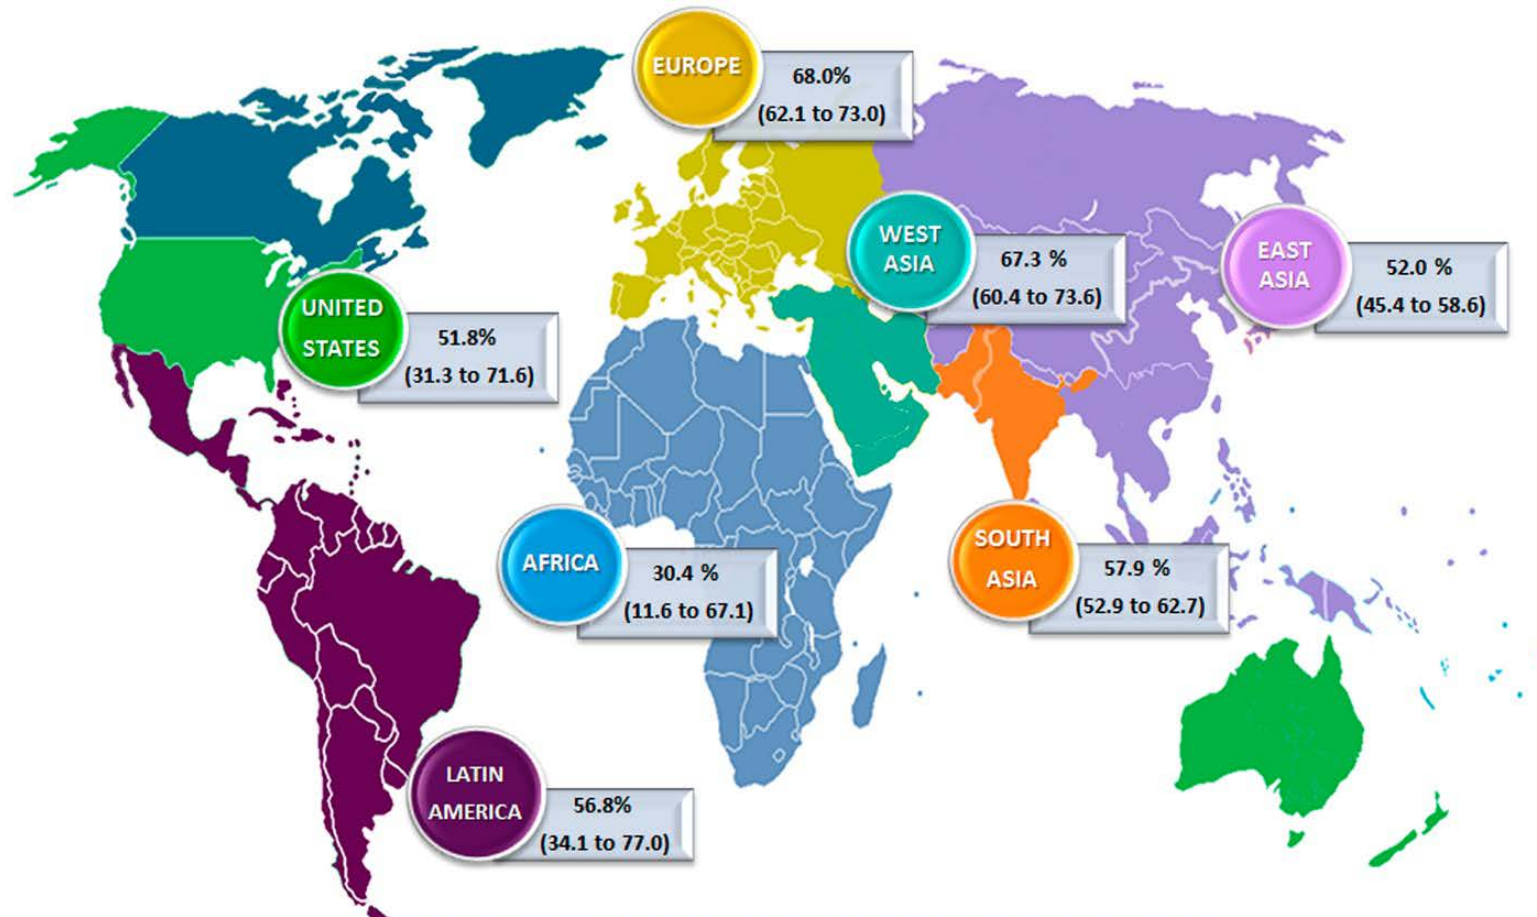 EUROPE
68.0%
(62.1 to 73.0)
WEST
ASIA
67.3 %
(60.4 to 73.6)
EAST
ASIA
52.0 %
(45.4 to 58.6)
UNITED
STATES
51.8%
(31.3 to 71.6)
AFRICA
30.4 %
(11.6 to 67.1)
SOUTH
ASIA
57.9 %
(52.9 to 62.7)
LATIN
AMERICA
56.8%
(34.1 to 77.0)